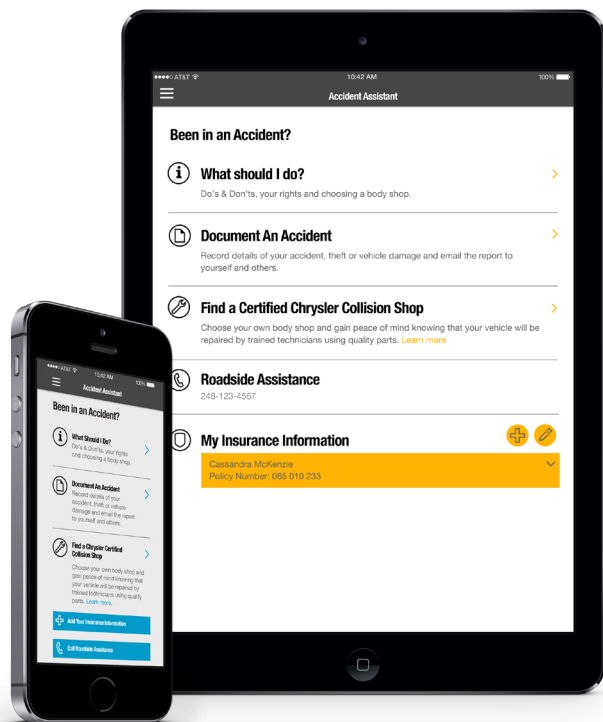 AT&T
10:42 AM
100%
Accident Assistant
Been in an Accident?
What should I do?
Do's & Don'ts, your rights and choosing a body shop.
Document An Accident
Record details of your accident, theft or vehicle damage and email the report to
yourself and others.
Find a Certified Chrysler Collision Shop
Choose your own body shop and gain peace of mind knowing that your vehicle will be
repaired by trained technicians using quality parts. Learn more
Roadside Assistance
248-123-4567
My Insurance Information
Cassandra McKenzie
Policy Number: 065 010 233
AT&T
10:42 AM
100%
Accident Assistant
Been in an Accident?
What Should I Do?
Do's & Don'ts, your rights
and choosing a body shop
Document An Accident
Record details of your
accident, theft or vehicle
damage and email the report
to yourself and others.
Find a Chrysler Certified
Collision Shop
Choose your own body shop and
gain peace of mind knowing that
your vehicle will be repaired by
trained technicians using quality
parts. Learn more.
Add Your Insurance Information
Call Roadside Assistance